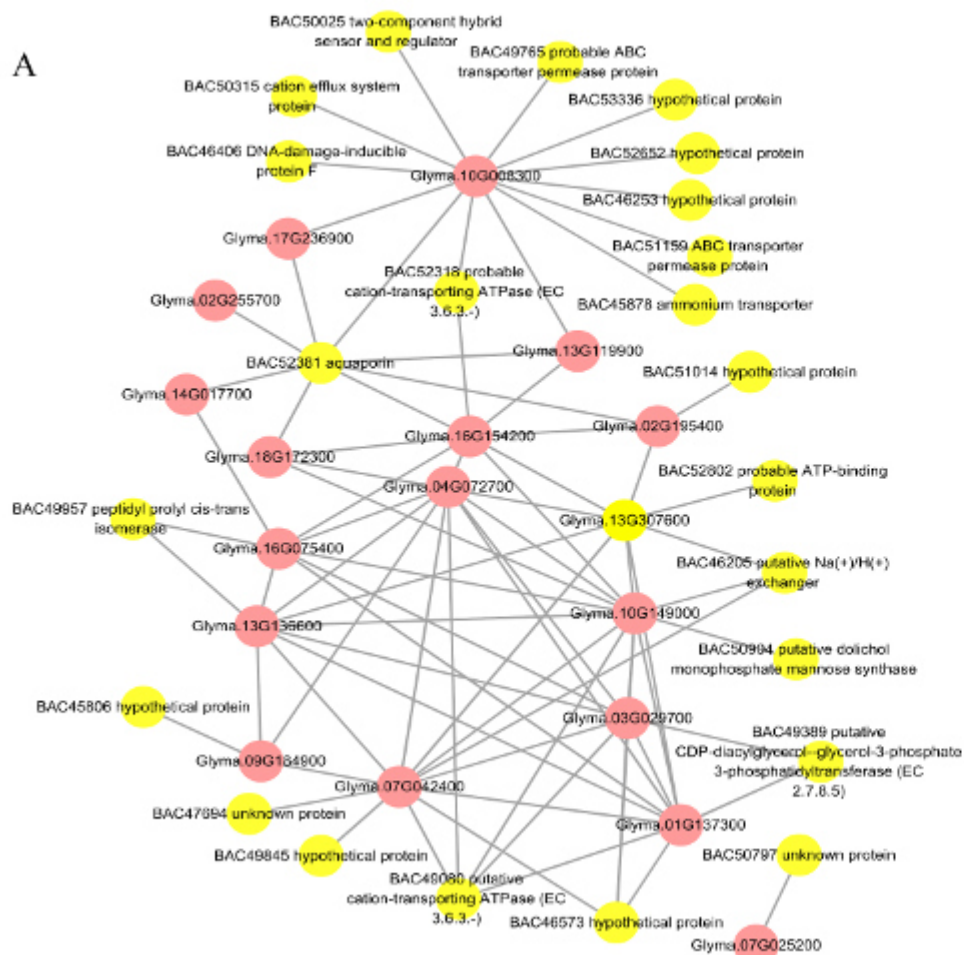 A
BAC50025 two-component hybrid
sensor and regulator
BAC49765 probable ABC
transporter permease protein
BAC50315 cation efflux system
protein
BAC53336 hypothetical protein
BAC46406 DNA-damage-inducible
protein F
BAC52652 hypothetical protein
Glyma.10G008300
BAC46253 hypothetical protein
Glyma.17G236900
BAC51159 ABC transporter
permease protein
BAC52318 probable
cation-transporting ATPase (EC
3.6.3.-)
Glyma.02G255700
BAC45878 ammonium transporter
BAC52381 aquaporin
Glyma.13G119900
BAC51014 hypothetical protein
Glyma.14G017700
Glyma.16G154200
Glyma.02G195400
Glyma.18G172300
BAC52802 probable ATP-binding
protein
Glyma.04G072700
BAC49957 peptidyl prolyl cis-trans
isomerase
Glyma.13G307600
Glyma.16G075400
BAC46205 putative Na(+)/H(+)
exchanger
Glyma.13G136600
Glyma.10G149000
BAC50994 putative dolichol
monophosphate mannose synthase
BAC45806 hypothetical protein
Glyma.03G029700
BAC49389 putative
CDP-diacylglycerol--glycerol-3-phosphate
3-phosphatidyltransferase (EC
2.7.8.5)
Glyma.09G184900
Glyma.07G042400
BAC47694 unknown protein
Glyma.01G137300
BAC49845 hypothetical protein
BAC50797 unknown protein
BAC49080 putative
cation-transporting ATPase (EC
3.6.3.-)
BAC46573 hypothetical protein
Glyma.07G025200